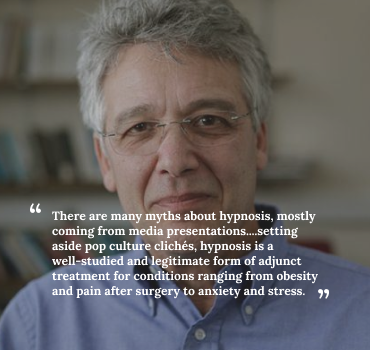 “ There are many myths about hypnosis, mostly
coming from media presentations....setting
aside pop culture clichés, hypnosis is a
well-studied and legitimate form of adjunct
treatment for conditions ranging from obesity
and pain after surgery to anxiety and stress. ”